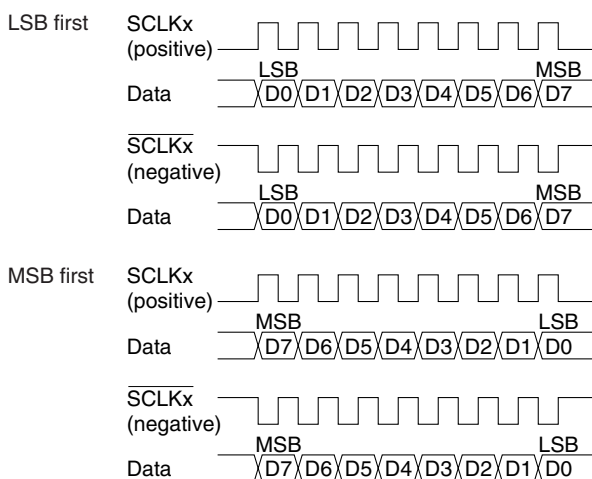 LSB first SCLKx
(positive)
LSB MSB
Data D0 D1 D2 D3 D4 D5 D6 D7
SCLKx
(negative)
LSB MSB
Data D0 D1 D2 D3 D4 D5 D6 D7
MSB first SCLKx
(positive)
MSB LSB
Data D7 D6 D5 D4 D3 D2 D1 D0
SCLKx
(negative)
MSB LSB
Data D7 D6 D5 D4 D3 D2 D1 D0